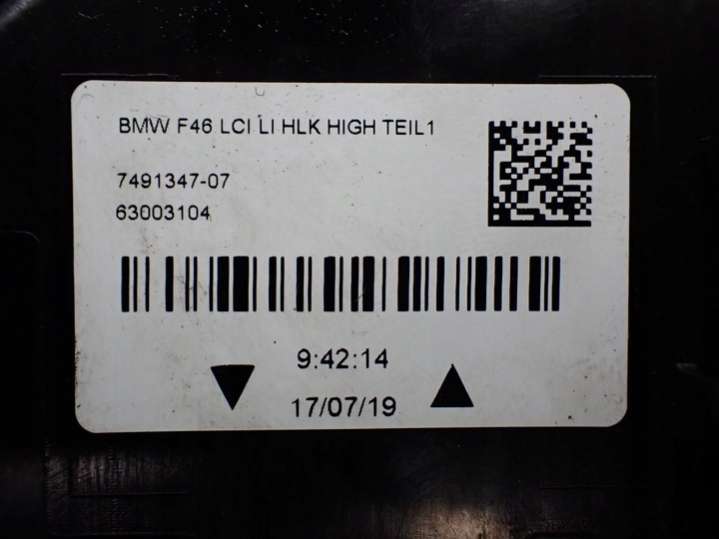 BMW F46 LCI LI HLK HIGH TEIL1
7491347-07
63003104
9:42:14
17/07/19